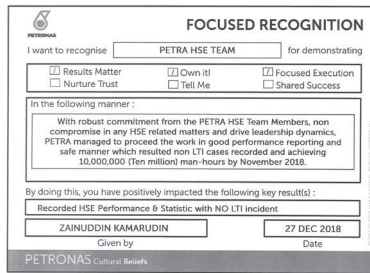 PETRONAS
FOCUSED RECOGNITION
I want to recognise PETRA HSE TEAM for demonstrating
Results Matter Own it! Focused Execution
Nurture Trust Tell Me Shared Success
In the following manner :
With robust commitment from the PETRA HSE Team Members, non
compromise in any HSE related matters and drive leadership dynamics,
PETRA managed to proceed the work in good performance reporting and
safe manner which resulted non LTI cases recorded and achieving
10,000,000 (Ten million) man-hours by November 2018.
By doing this, you have positively impacted the following key result(s) :
Recorded HSE Performance & Statistic with NO LTI incident
ZAINUDDIN KAMARUDIN 27 DEC 2018
Given by Date
PETRONAS Cultural Beliefs